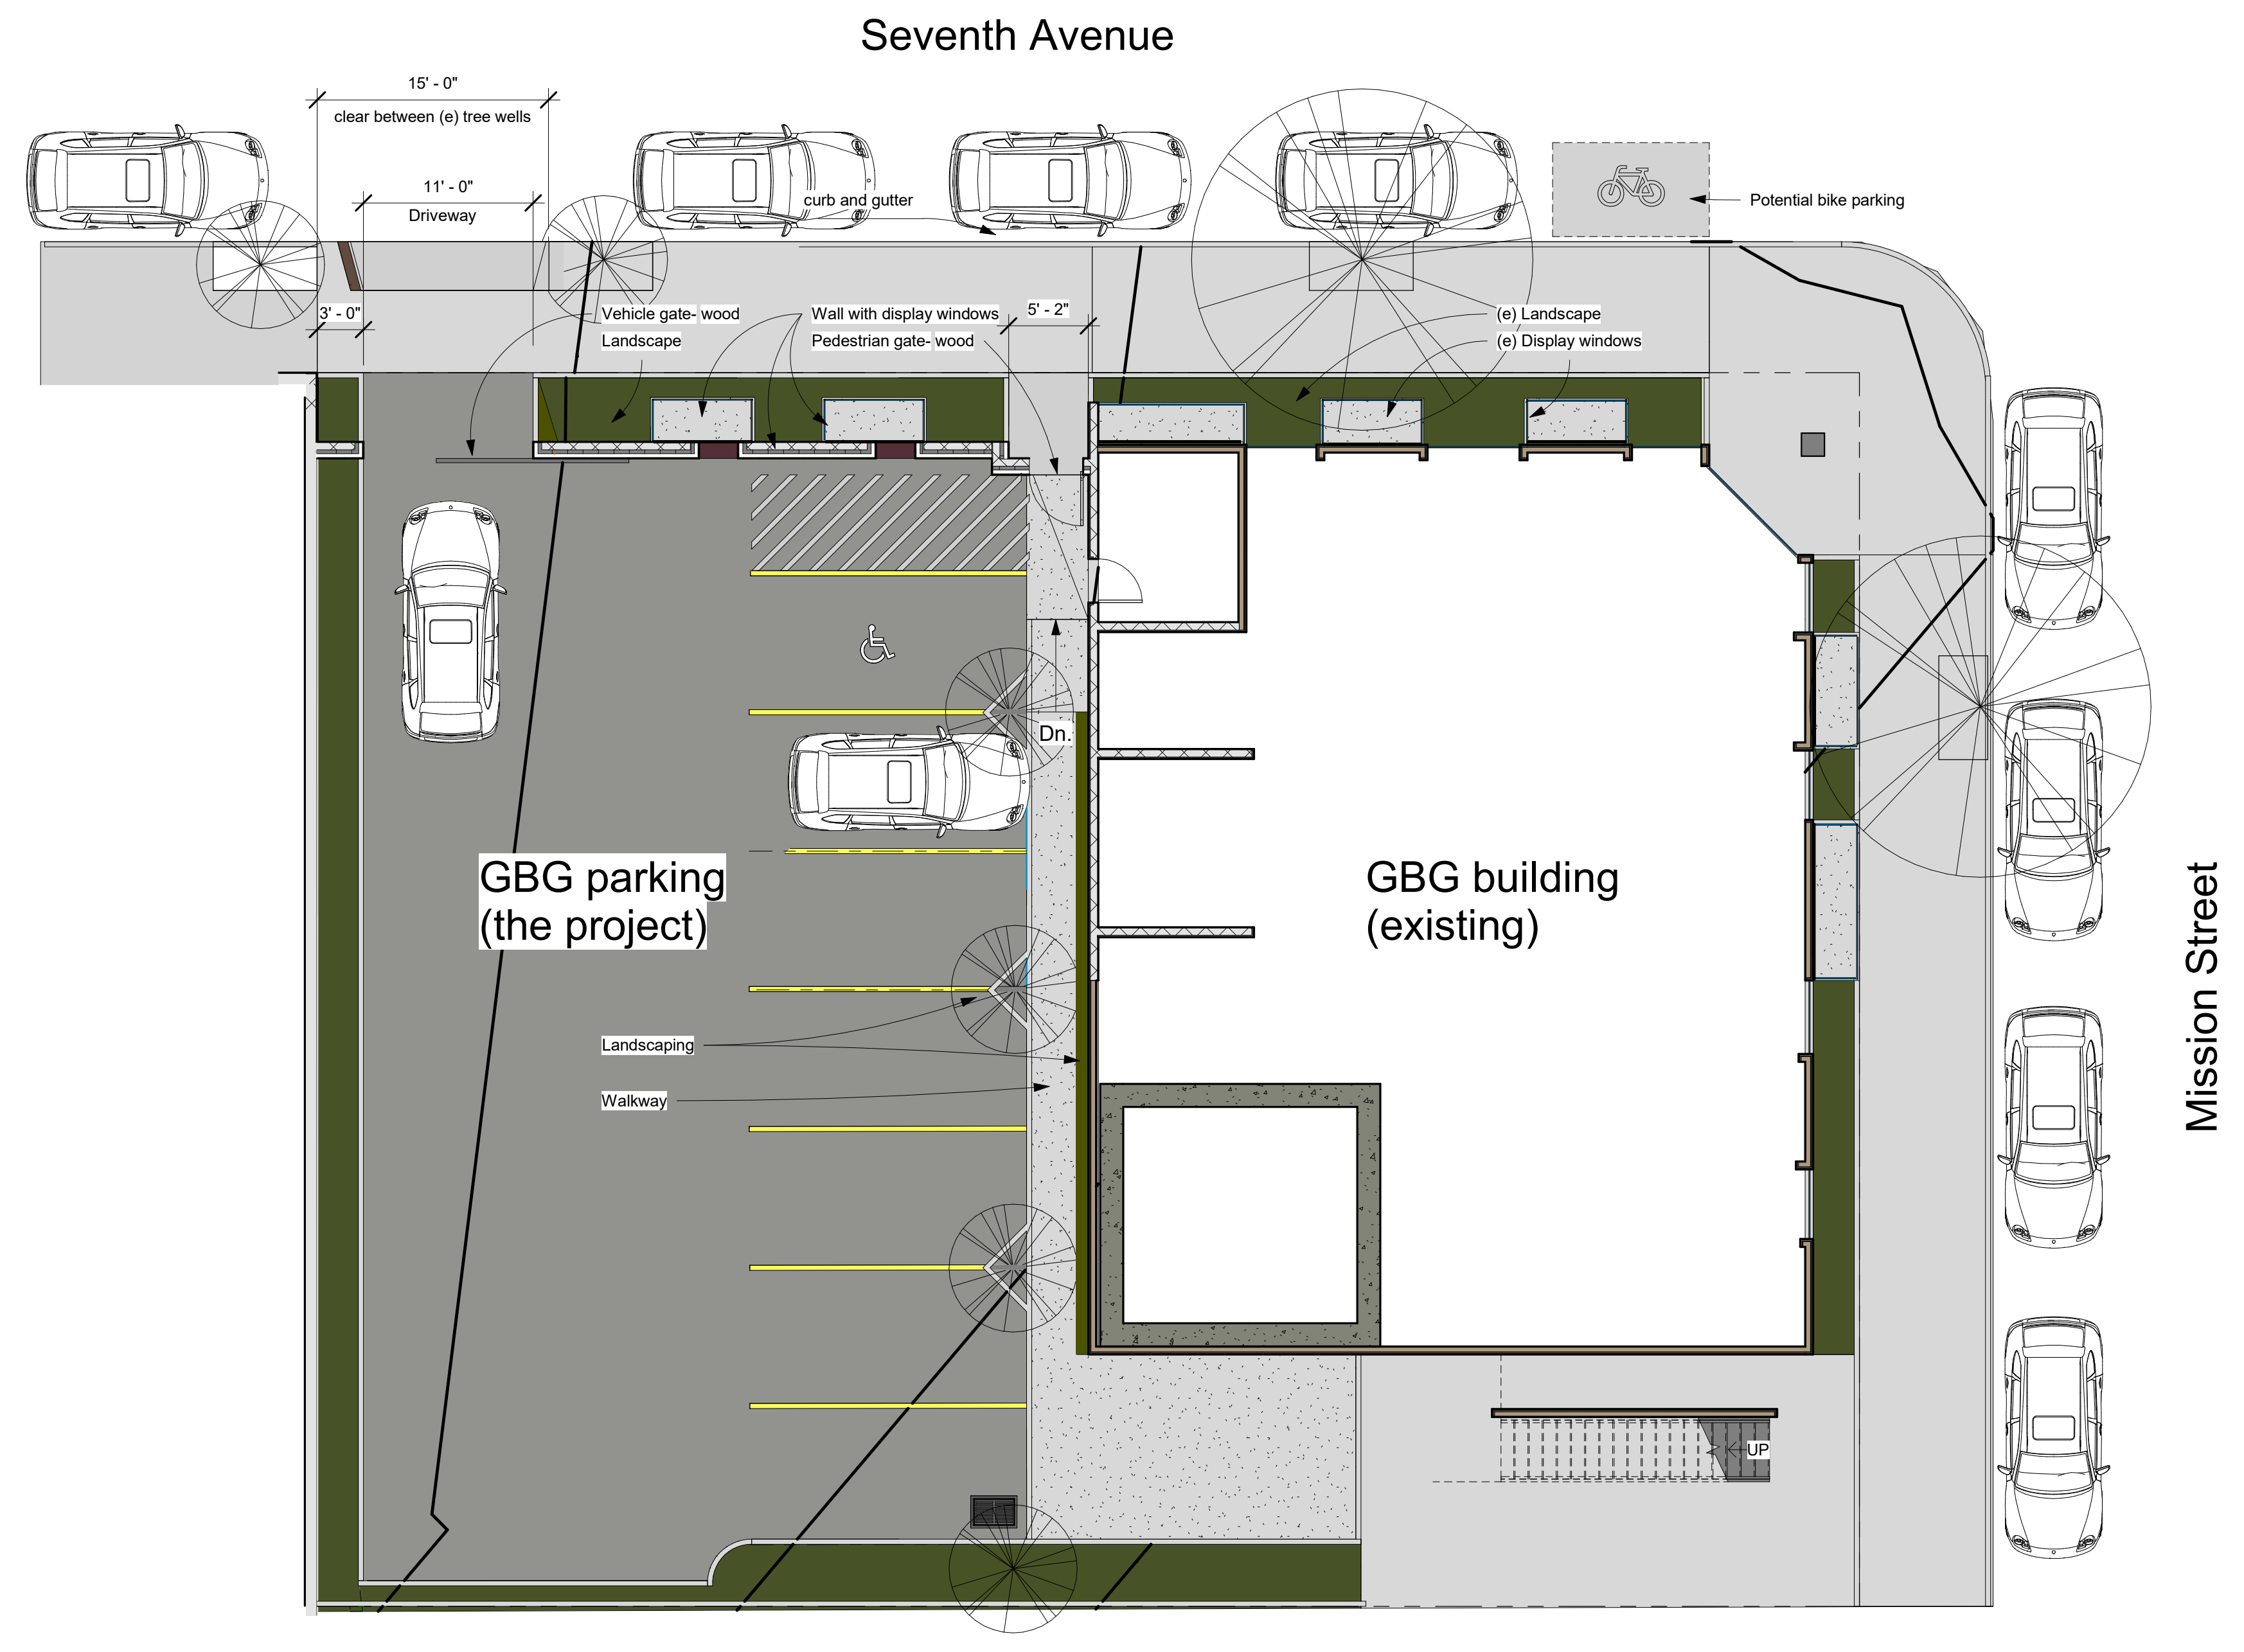 Seventh Avenue
15' - 0"
clear between (e) tree wells
11' - 0"
Driveway
curb and gutter
Potential bike parking
3' - 0"
Vehicle gate- wood
Landscape
Wall with display windows
Pedestrian gate- wood
5' - 2"
(e) Landscape
(e) Display windows
Dn.
GBG parking
(the project)
GBG building
(existing)
Mission Street
Landscaping
Walkway
UP